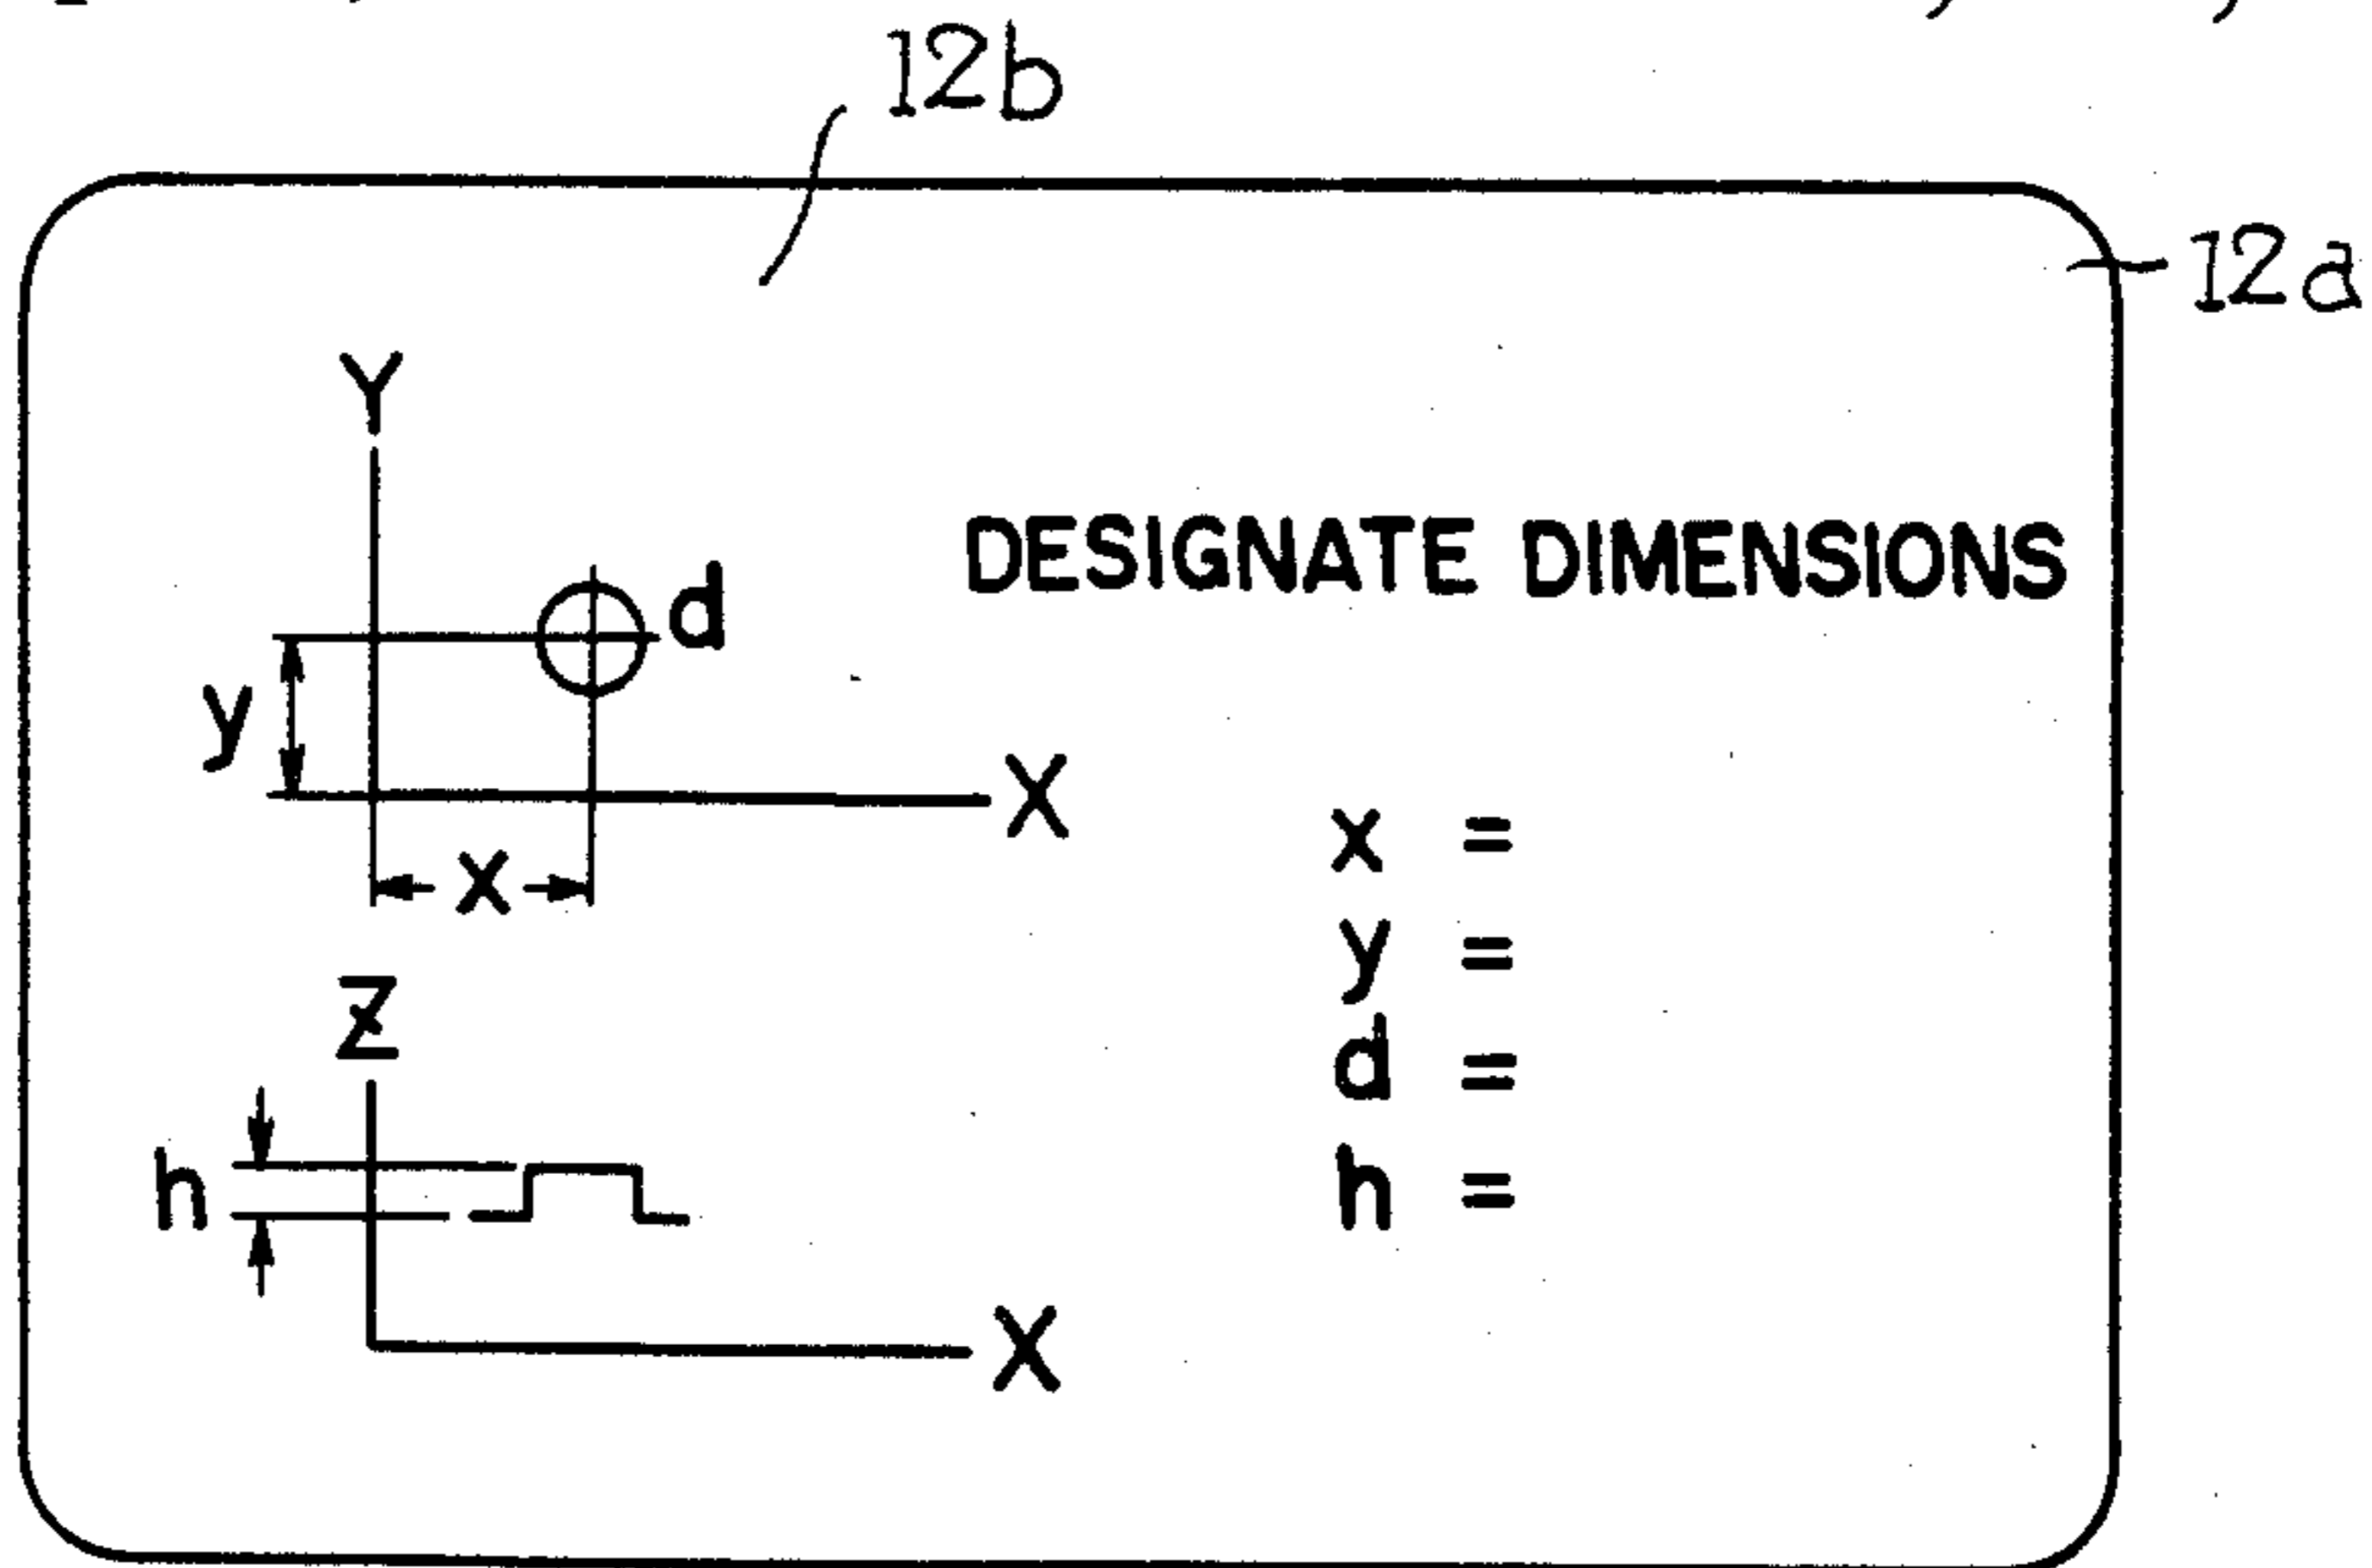 12b
12a
Y
DESIGNATE DIMENSIONS
d
y
X
x =
x
y =
Z
d =
h
h =
X